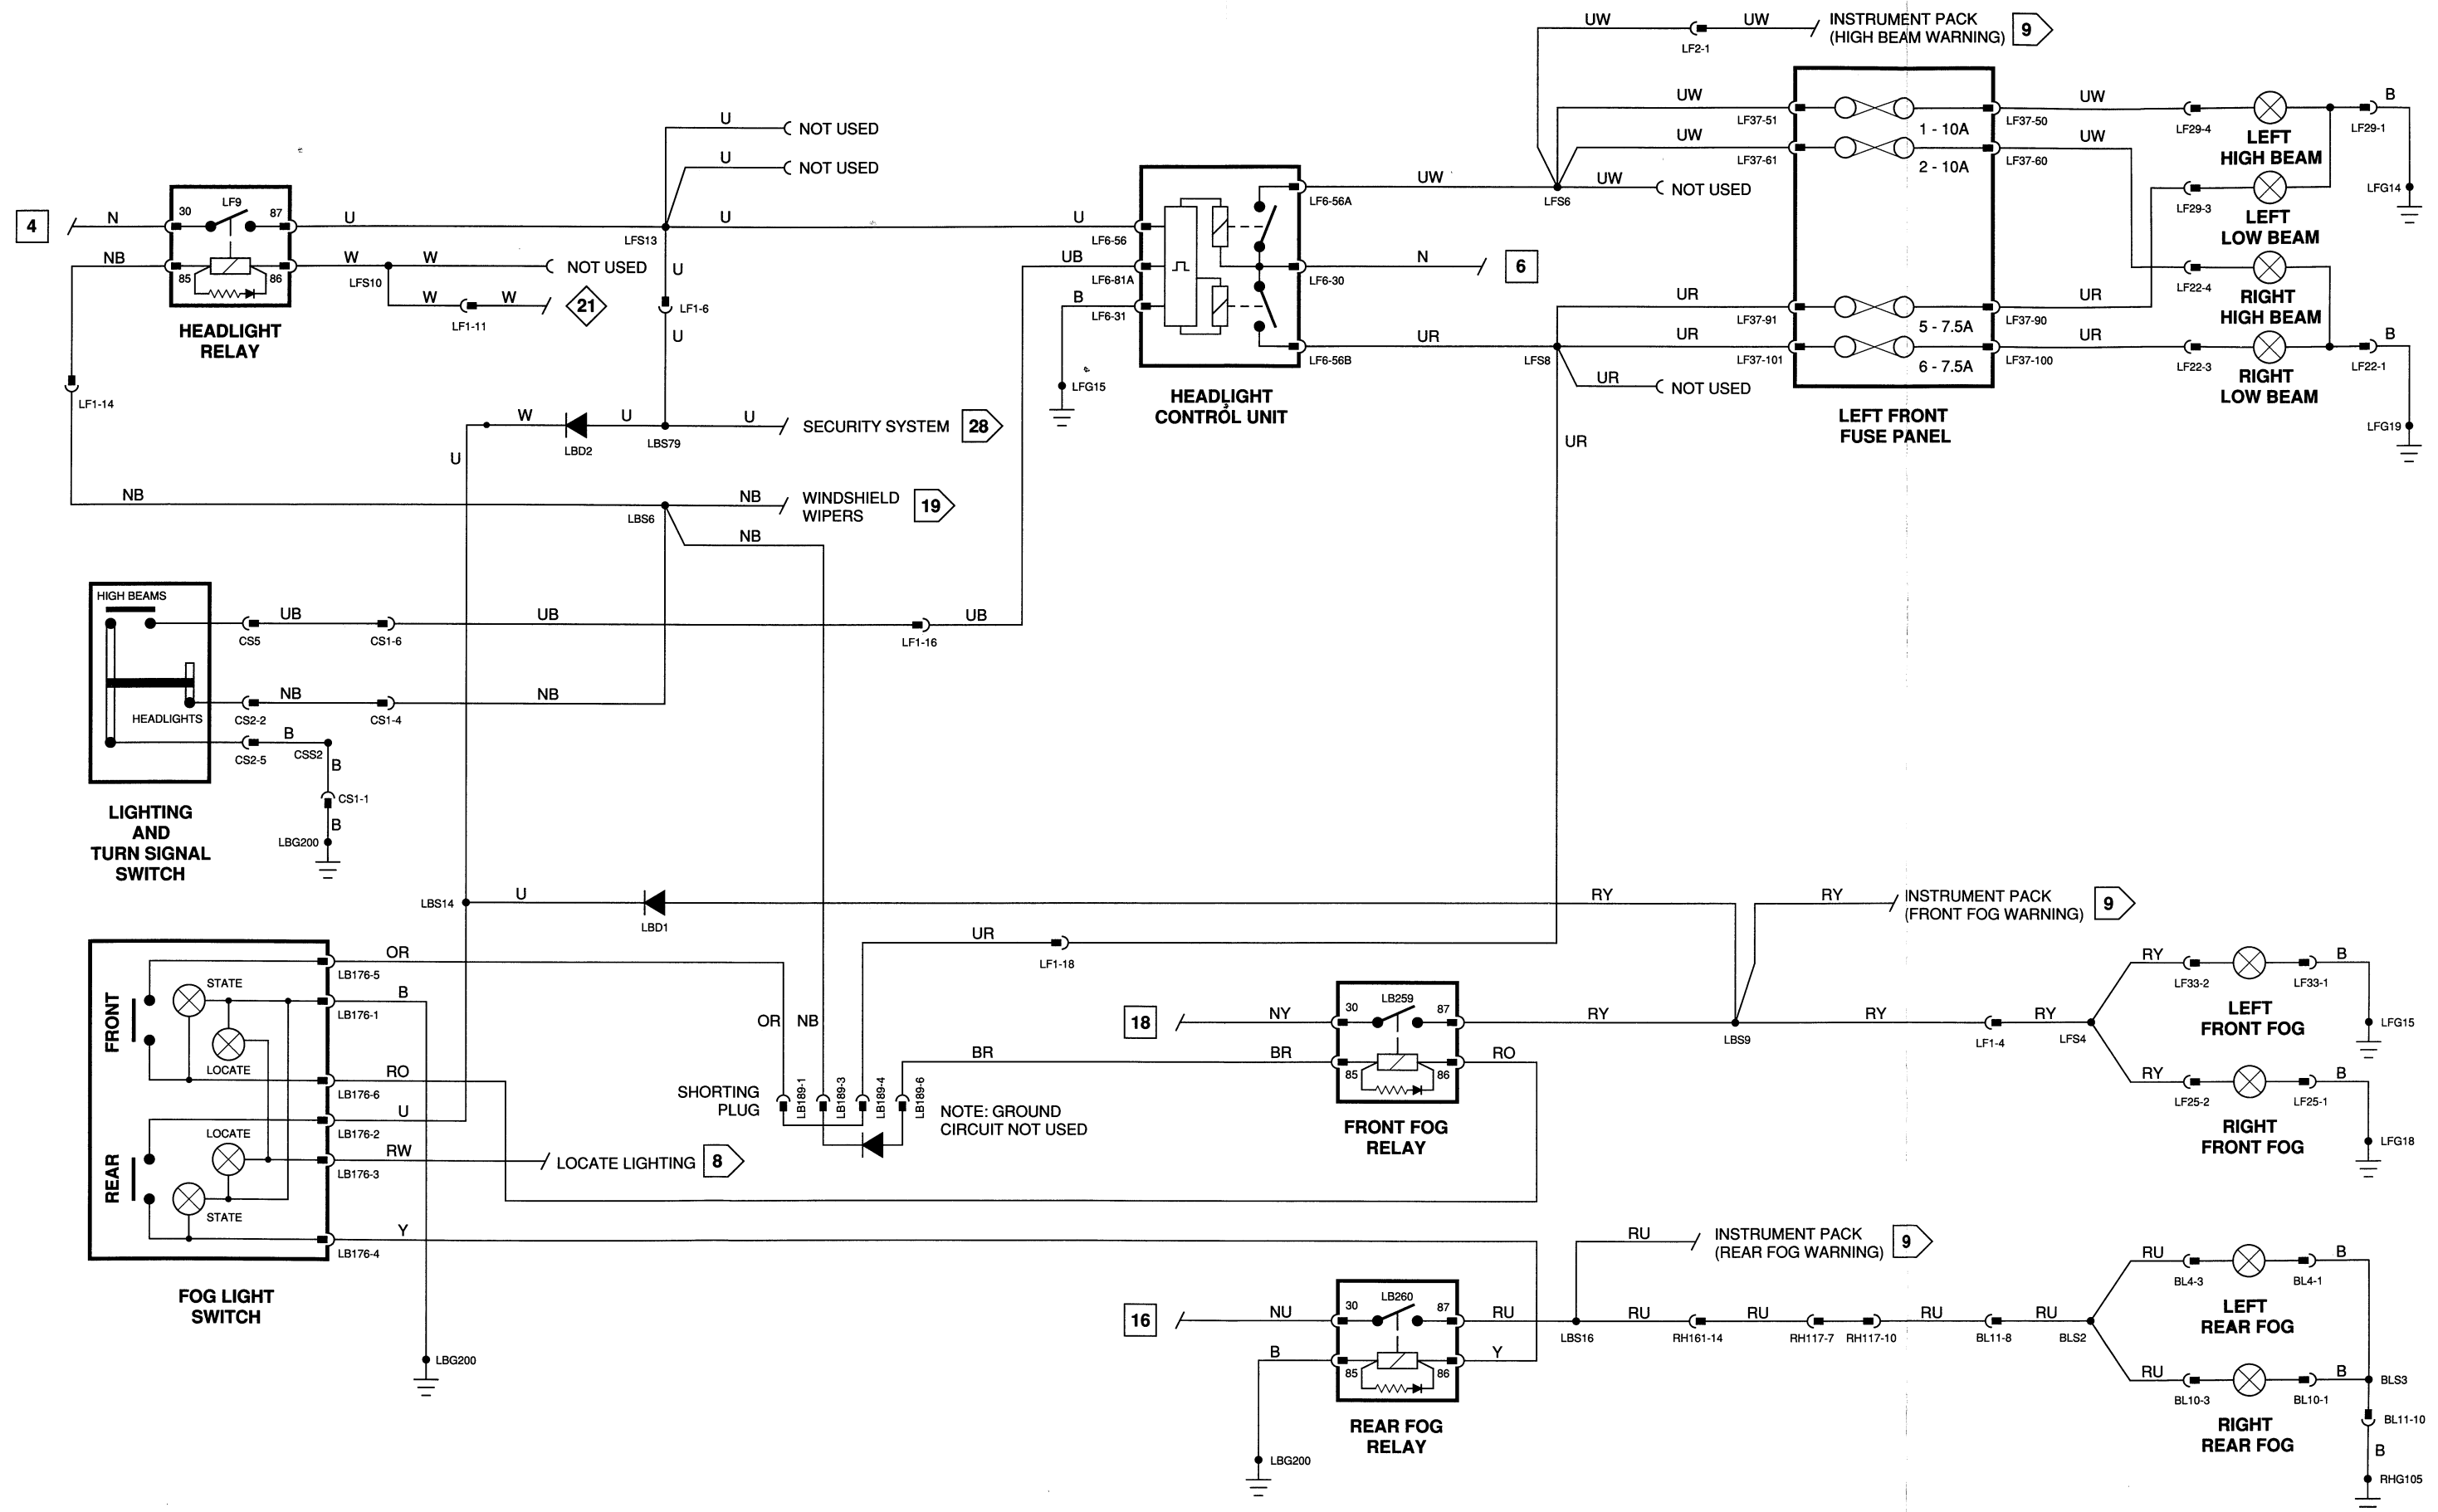 UW
UW
INSTRUMENT PACK
(HIGH BEAM WARNING)
9
LF2-1
UW
LF37-51
1 - 10A
LF37-50
UW
LF29-4
LEFT
HIGH BEAM
LF29-1
B
LFG14
UW
LF37-61
2 - 10A
LF37-60
UW
LF29-3
LEFT
LOW BEAM
U
NOT USED
U
NOT USED
4
N
30
LF9
87
U
LFS13
U
U
LF6-56
UW
LF6-56A
LFS6
UW
NOT USED
NB
85
86
W
LFS10
W
NOT USED
U
UB
LF6-81A
N
LF6-30
6
LF22-4
RIGHT
HIGH BEAM
W
LF1-11
W
21
LF1-6
U
B
LF6-31
LFG15
UR
LF37-91
5 - 7.5A
LF37-90
UR
HEADLIGHT
RELAY
UR
LF6-56B
LFS8
UR
LF37-101
6 - 7.5A
LF37-100
UR
LF22-3
RIGHT
LOW BEAM
LF22-1
B
LFG19
UR
NOT USED
HEADLIGHT
CONTROL UNIT
LEFT FRONT
FUSE PANEL
LF1-14
W
LBD2
U
LBS79
U
SECURITY SYSTEM
28
U
UR
NB
LBS6
NB
WINDSHIELD
WIPERS
19
NB
HIGH BEAMS
CS5
UB
CS1-6
UB
LF1-16
UB
HEADLIGHTS
CS2-2
NB
CS1-4
NB
CS2-5
B
CSS2
B
CS1-1
B
LBG200
LIGHTING
AND
TURN SIGNAL
SWITCH
LBS14
U
LBD1
RY
RY
INSTRUMENT PACK
(FRONT FOG WARNING)
9
UR
LF1-18
FRONT
STATE
LOCATE
REAR
LOCATE
STATE
OR
LB176-5
B
LB176-1
RO
LB176-6
U
LB176-2
RW
LB176-3
LOCATE LIGHTING
8
Y
LB176-4
FOG LIGHT
SWITCH
LBG200
OR
NB
SHORTING
PLUG
LB189-1
LB189-3
LB189-4
LB189-6
NOTE: GROUND
CIRCUIT NOT USED
BR
BR
18
NY
30
LB259
87
85
86
RO
FRONT FOG
RELAY
RY
LBS9
RY
LF1-4
RY
LFS4
RY
LF33-2
LF33-1
B
LEFT
FRONT FOG
LFG15
RY
LF25-2
LF25-1
B
RIGHT
FRONT FOG
LFG18
RU
INSTRUMENT PACK
(REAR FOG WARNING)
9
16
NU
30
LB260
87
RU
LBS16
RU
RH161-14
RU
RH117-7
RH117-10
RU
BL11-8
RU
BLS2
B
85
86
Y
REAR FOG
RELAY
LBG200
RU
BL4-3
BL4-1
B
LEFT
REAR FOG
RU
BL10-3
BL10-1
B
BLS3
RIGHT
REAR FOG
BL11-10
B
RHG105